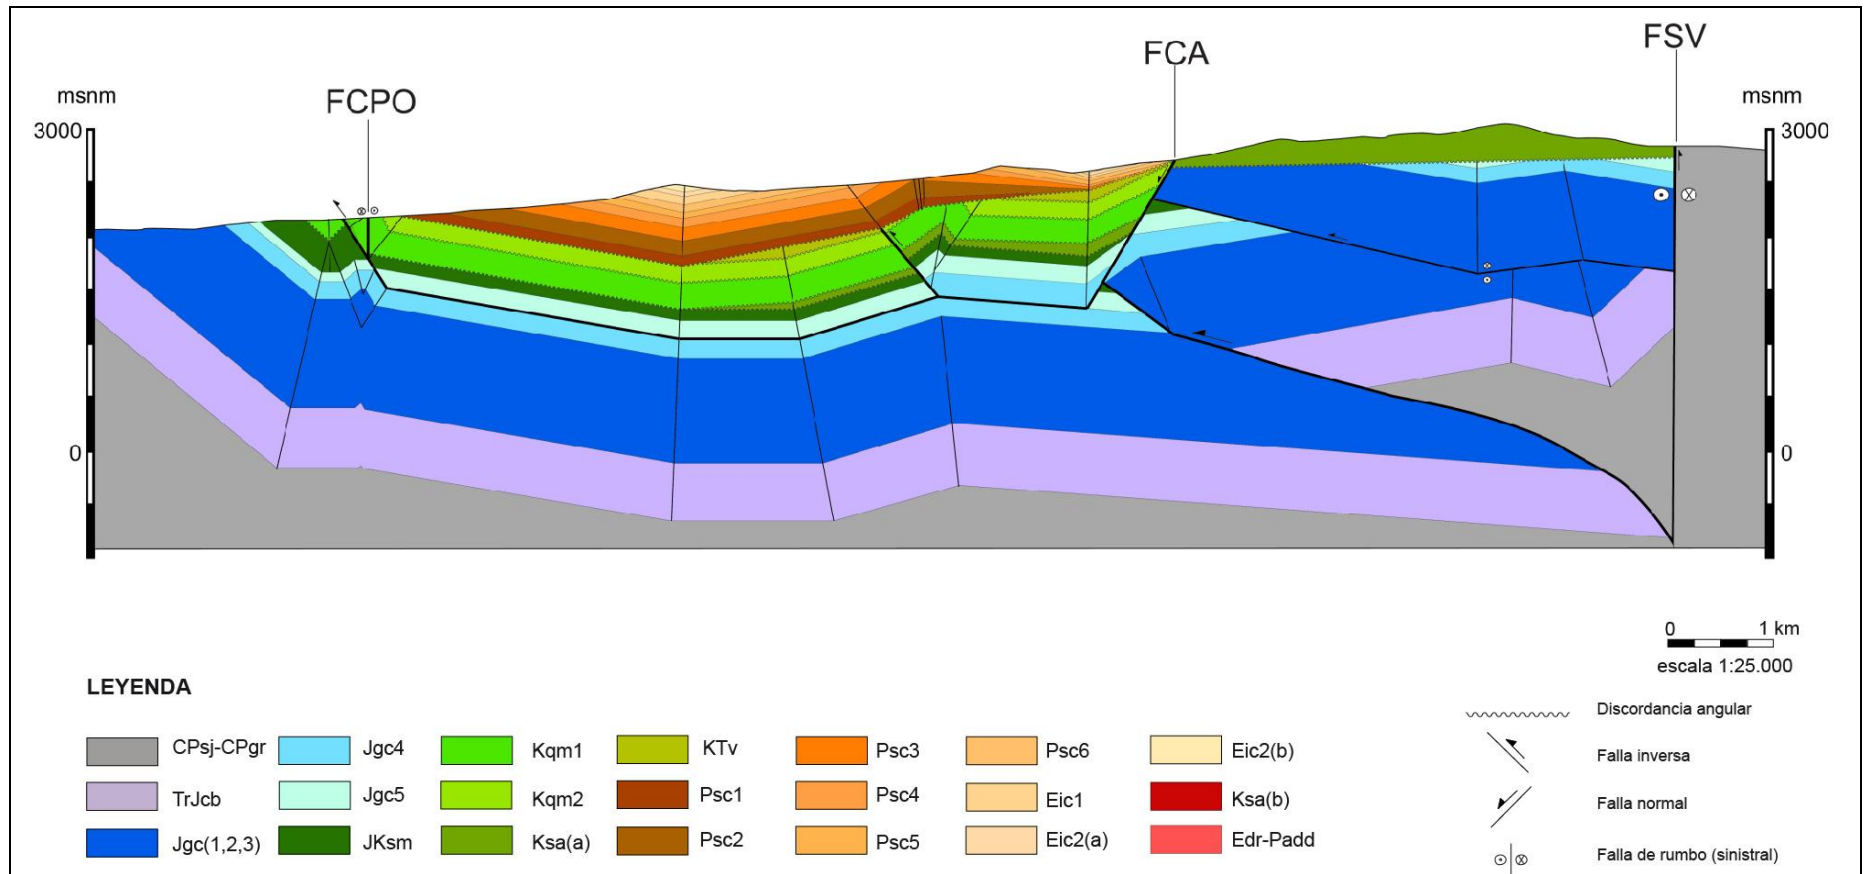 FSV
FCA
msnm
FCPO
msnm
3000
3000
0
0
0 1 km
escala 1:25.000
LEYENDA
CPsj-CPgr
Jgc4
Kqm1
KTv
Psc3
Psc6
Eic2(b)
TrJcb
Jgc5
Kqm2
Psc1
Psc4
Eic1
Ksa(b)
Jgc(1,2,3)
JKsm
Ksa(a)
Psc2
Psc5
Eic2(a)
Edr-Padd
Discordancia angular
Falla inversa
Falla normal
Falla de rumbo (sinistral)